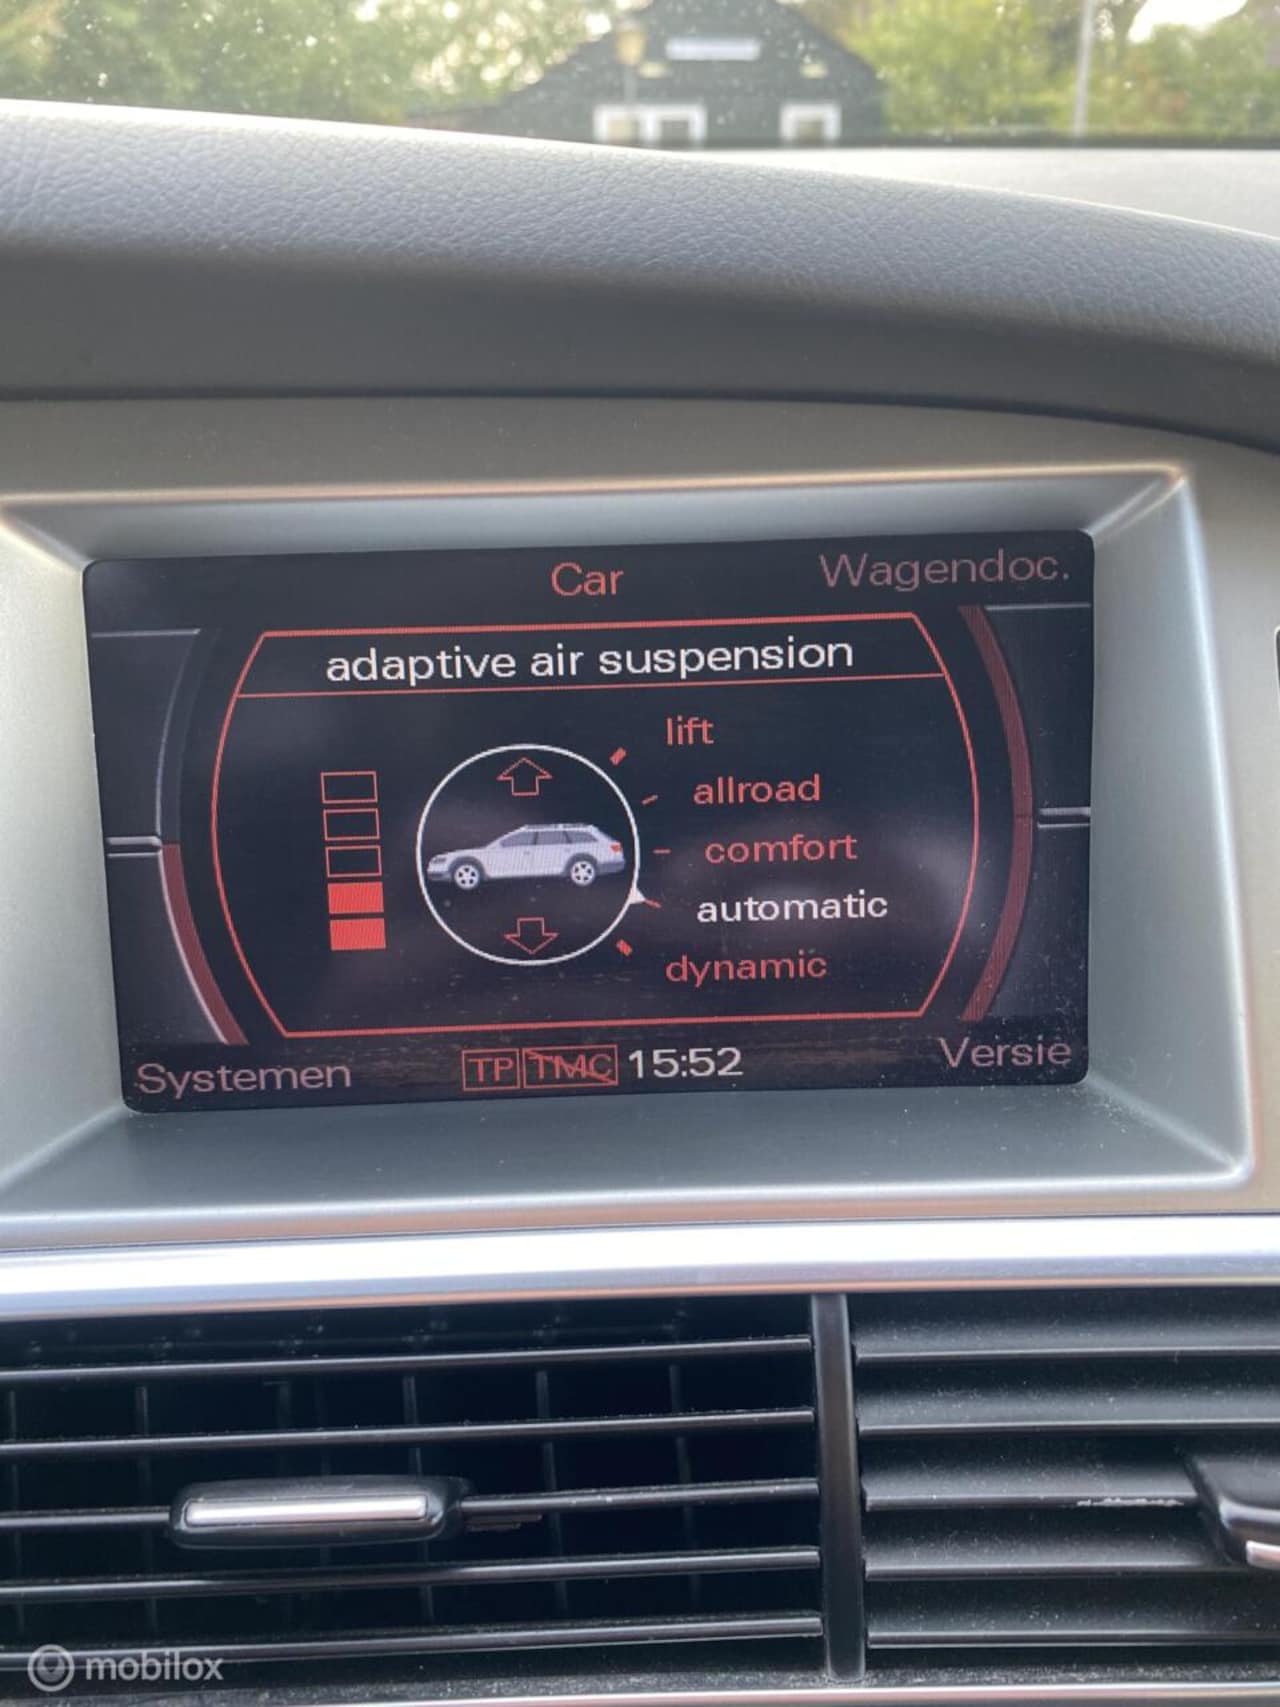 Car
Wagendoc.
adaptive air suspension
lift
allroad
comfort
automatic
dynamic
Systemen
TP TMC 15:52
Versie
mobilox